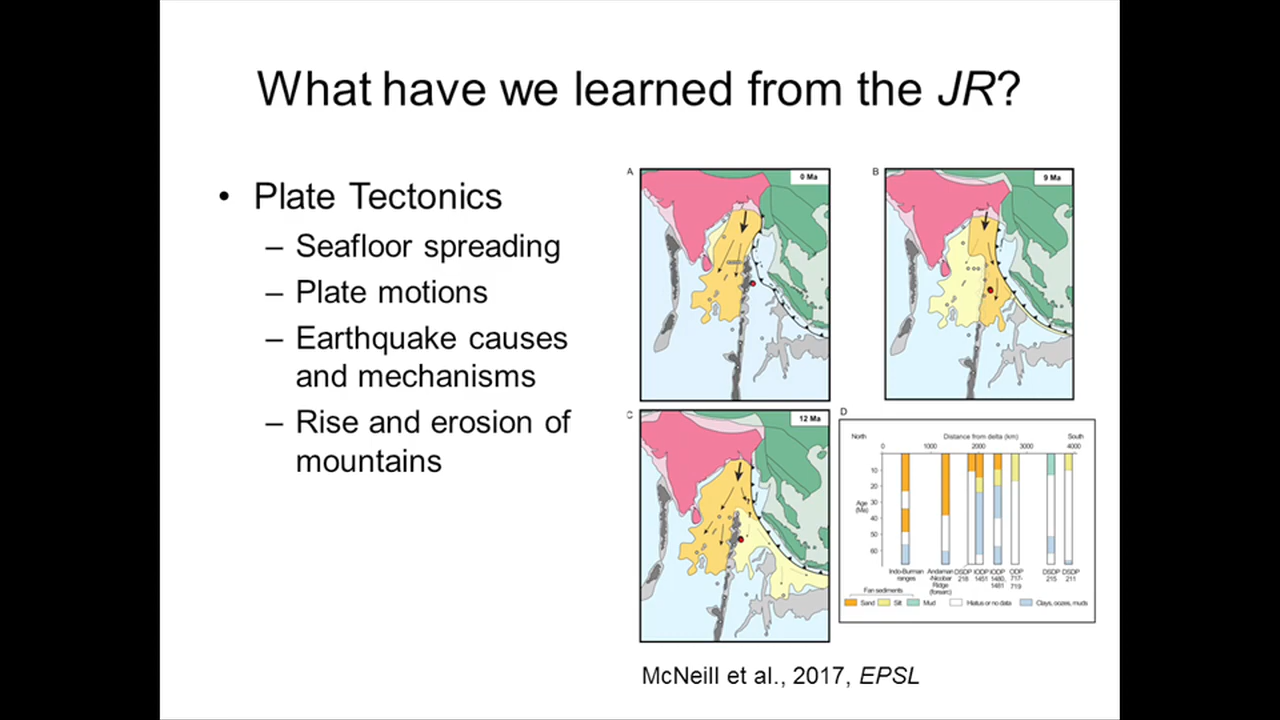 What have we learned from the JR?
• Plate Tectonics
– Seafloor spreading
– Plate motions
– Earthquake causes
and mechanisms
– Rise and erosion of
mountains
A
0 Ma
B
9 Ma
C
12 Ma
D
North
Distance from delta (km)
South
0 1000 2000 3000 4000
Age
(Ma)
10
20
30
40
50
60
Indo-Burman
ranges
Andaman
-Nicobar
Ridge
(forearc)
DSDP
218
IODP
1451
IODP
1480,
1481
ODP
717-
719
DSDP
215
DSDP
211
Fan sediments
Sand Silt Mud Hiatus or no data Clays, oozes, muds
McNeill et al., 2017, EPSL